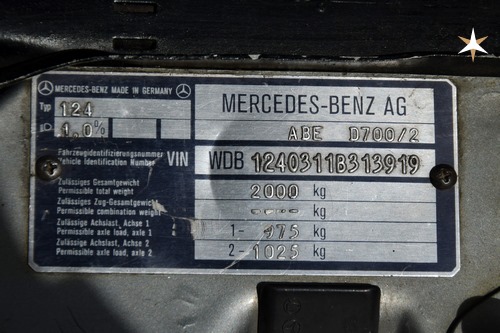 MERCEDES-BENZ MADE IN GERMANY
MERCEDES-BENZ AG
Typ 124
1.0%
ABE D700/2
Fahrzeugidentifizierungsnummer
Vehicle Identification Number VIN WDB 1240311B313919
Zulässiges Gesamtgewicht
Permissible total weight 2000 kg
Zulässiges Zug-Gesamtgewicht
Permissible combination weight ---- kg
Zulässige Achslast, Achse 1
Permissible axle load, axle 1 1- 975 kg
Zulässige Achslast, Achse 2
Permissible axle load, axle 2 2- 1025 kg